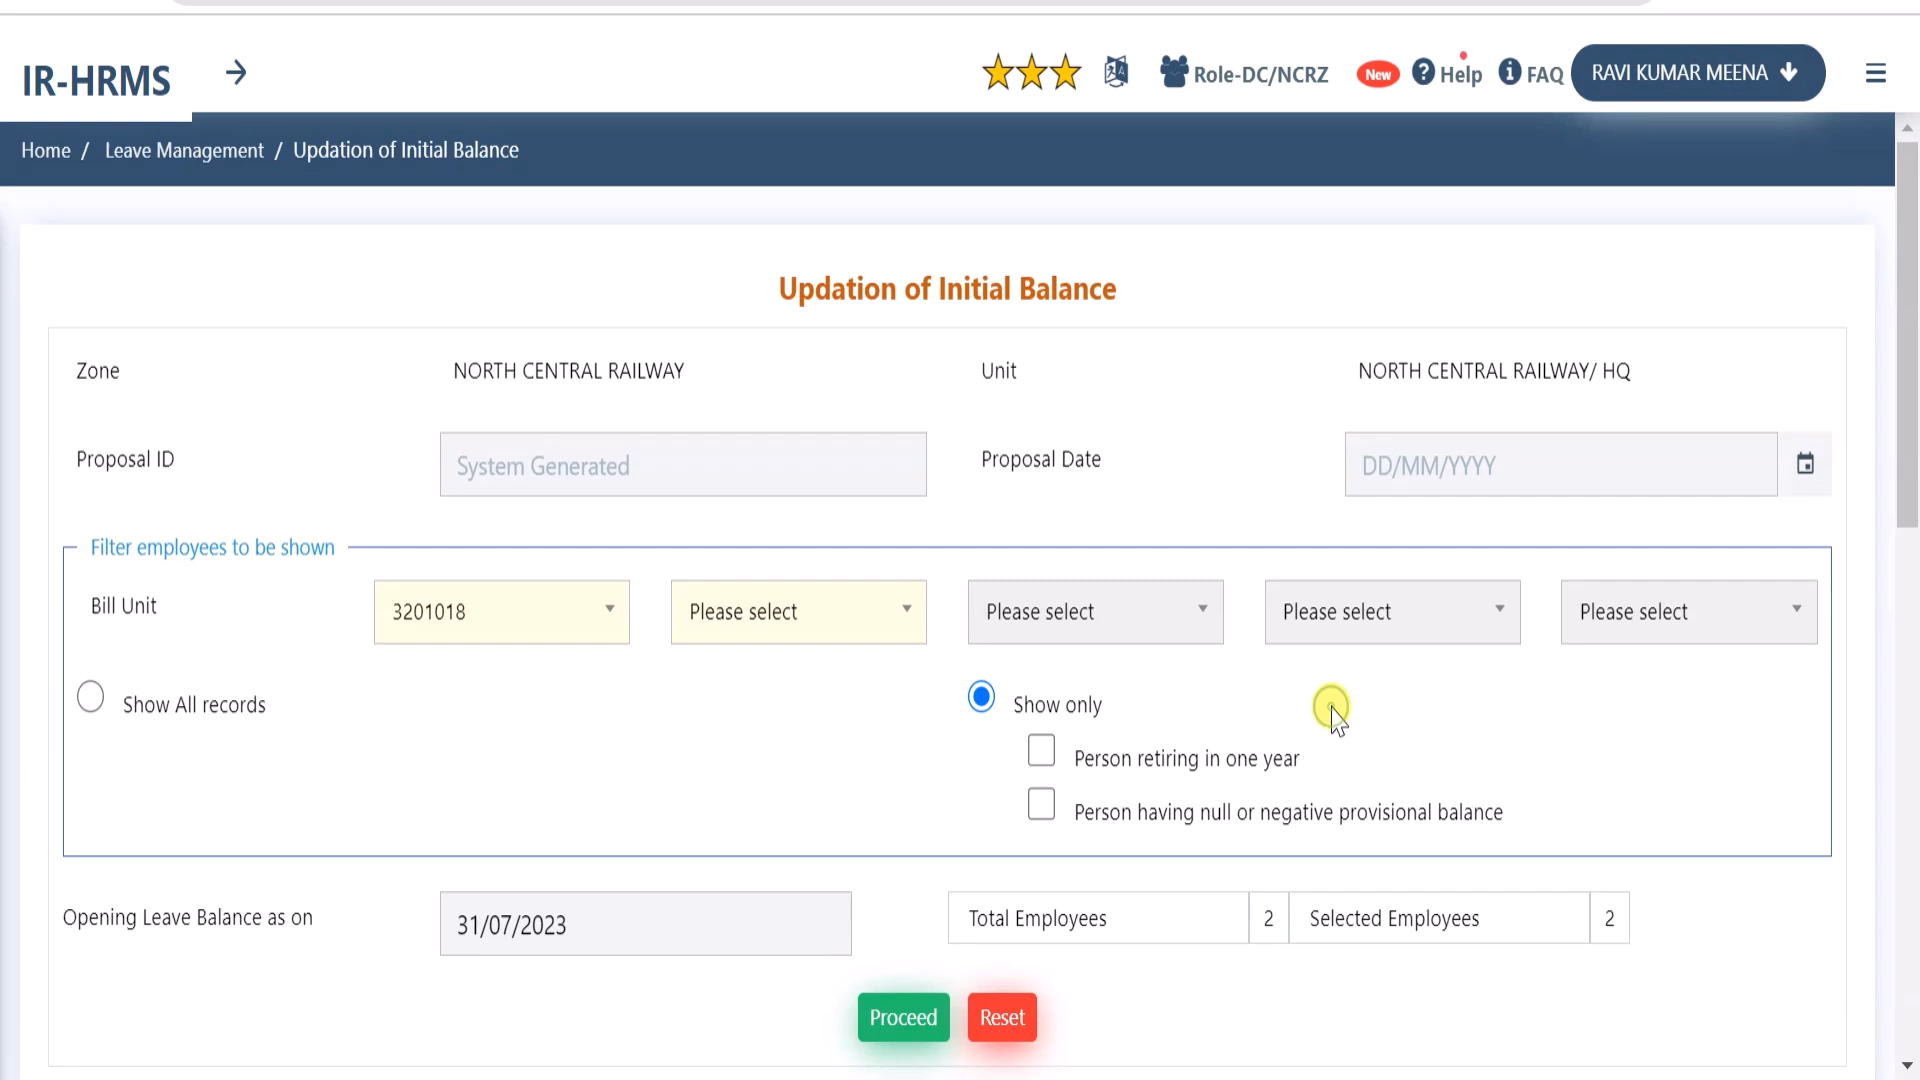 IR-HRMS
Role-DC/NCRZ New Help FAQ RAVI KUMAR MEENA
Home / Leave Management / Updation of Initial Balance
Updation of Initial Balance
Zone NORTH CENTRAL RAILWAY Unit NORTH CENTRAL RAILWAY/ HQ
Proposal ID System Generated Proposal Date DD/MM/YYYY
Filter employees to be shown
Bill Unit 3201018 Please select Please select Please select Please select
Show All records Show only
Person retiring in one year
Person having null or negative provisional balance
Opening Leave Balance as on 31/07/2023 Total Employees 2 Selected Employees 2
Proceed Reset